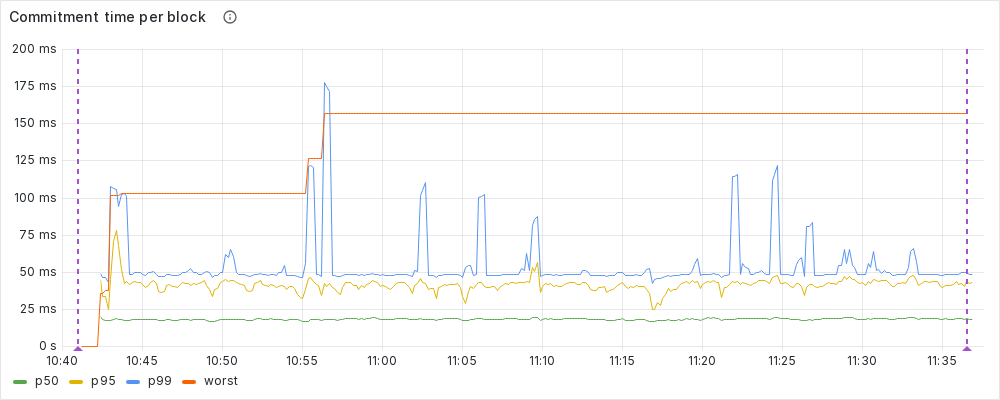 Commitment time per block
200 ms
175 ms
150 ms
125 ms
100 ms
75 ms
50 ms
25 ms
0 s
10:40 10:45 10:50 10:55 11:00 11:05 11:10 11:15 11:20 11:25 11:30 11:35
p50 p95 p99 worst